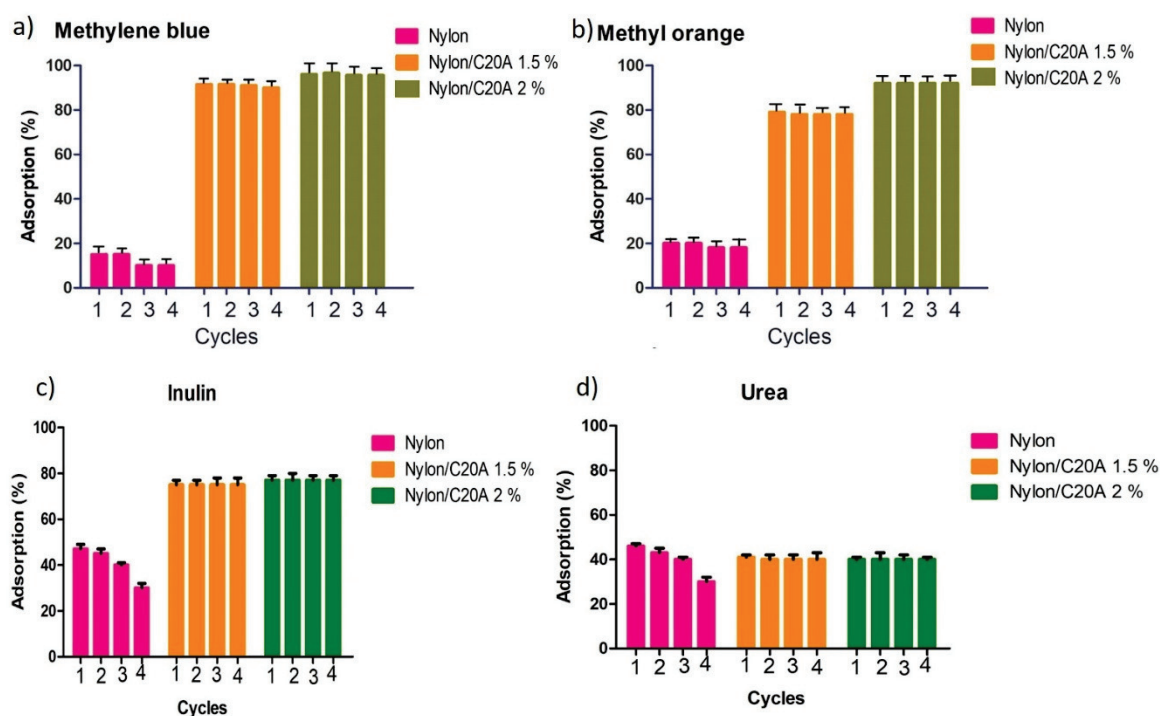 a) Methylene blue
Nylon
Nylon/C20A 1.5 %
Nylon/C20A 2 %
Adsorption (%)
100
80
60
40
20
0
1 2 3 4 1 2 3 4 1 2 3 4
Cycles
b) Methyl orange
Nylon
Nylon/C20A 1.5 %
Nylon/C20A 2 %
Adsorption (%)
100
80
60
40
20
0
1 2 3 4 1 2 3 4 1 2 3 4
Cycles
c) Inulin
Nylon
Nylon/C20A 1.5 %
Nylon/C20A 2 %
Adsorption (%)
100
80
60
40
20
0
1 2 3 4 1 2 3 4 1 2 3 4
Cycles
d) Urea
Nylon
Nylon/C20A 1.5 %
Nylon/C20A 2 %
Adsorption (%)
100
80
60
40
20
0
1 2 3 4 1 2 3 4 1 2 3 4
Cycles